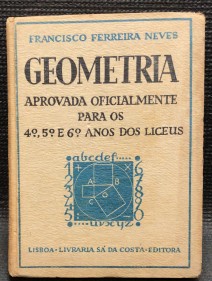 FRANCISCO FERREIRA NEVES
GEOMETRIA
APROVADA OFICIALMENTE
PARA OS
4º, 5º E 6º ANOS DOS LICEUS
abcdef
A
B
C
LISBOA - LIVRARIA SÁ DA COSTA - EDITORA